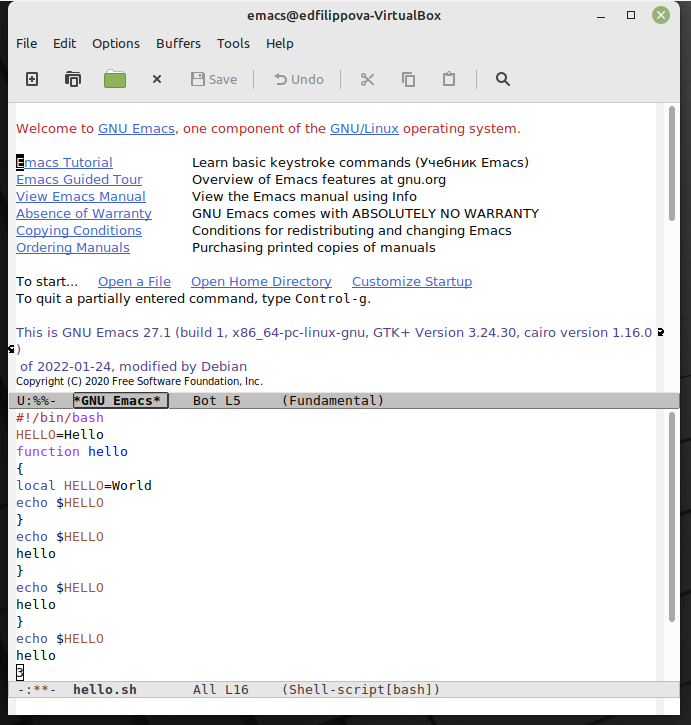 emacs@edfilippova-VirtualBox
File Edit Options Buffers Tools Help
Save Undo
Welcome to GNU Emacs, one component of the GNU/Linux operating system.
Emacs Tutorial Learn basic keystroke commands (Учебник Emacs)
Emacs Guided Tour Overview of Emacs features at gnu.org
View Emacs Manual View the Emacs manual using Info
Absence of Warranty GNU Emacs comes with ABSOLUTELY NO WARRANTY
Copying Conditions Conditions for redistributing and changing Emacs
Ordering Manuals Purchasing printed copies of manuals
To start... Open a File Open Home Directory Customize Startup
To quit a partially entered command, type Control-g.
This is GNU Emacs 27.1 (build 1, x86_64-pc-linux-gnu, GTK+ Version 3.24.30, cairo version 1.16.0
)
of 2022-01-24, modified by Debian
Copyright (C) 2020 Free Software Foundation, Inc.
U:%%- *GNU Emacs* Bot L5 (Fundamental)
#!/bin/bash
HELLO=Hello
function hello
{
local HELLO=World
echo $HELLO
}
echo $HELLO
hello
}
echo $HELLO
hello
}
echo $HELLO
hello
3
-:**- hello.sh All L16 (Shell-script[bash])